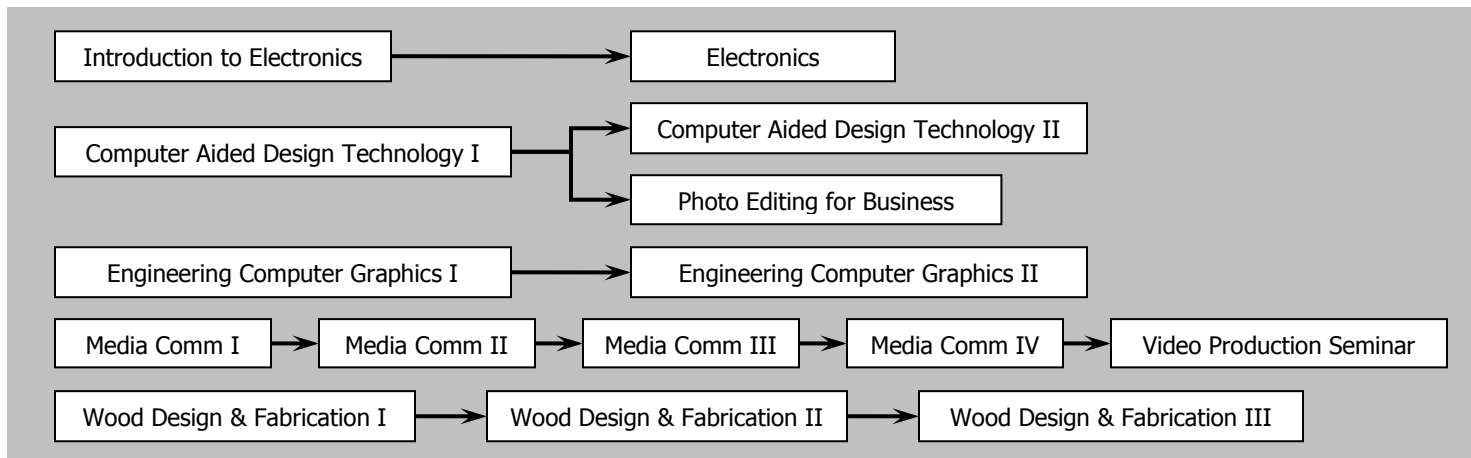 Introduction to Electronics
Electronics
Computer Aided Design Technology I
Computer Aided Design Technology II
Photo Editing for Business
Engineering Computer Graphics I
Engineering Computer Graphics II
Media Comm I
Media Comm II
Media Comm III
Media Comm IV
Video Production Seminar
Wood Design & Fabrication I
Wood Design & Fabrication II
Wood Design & Fabrication III